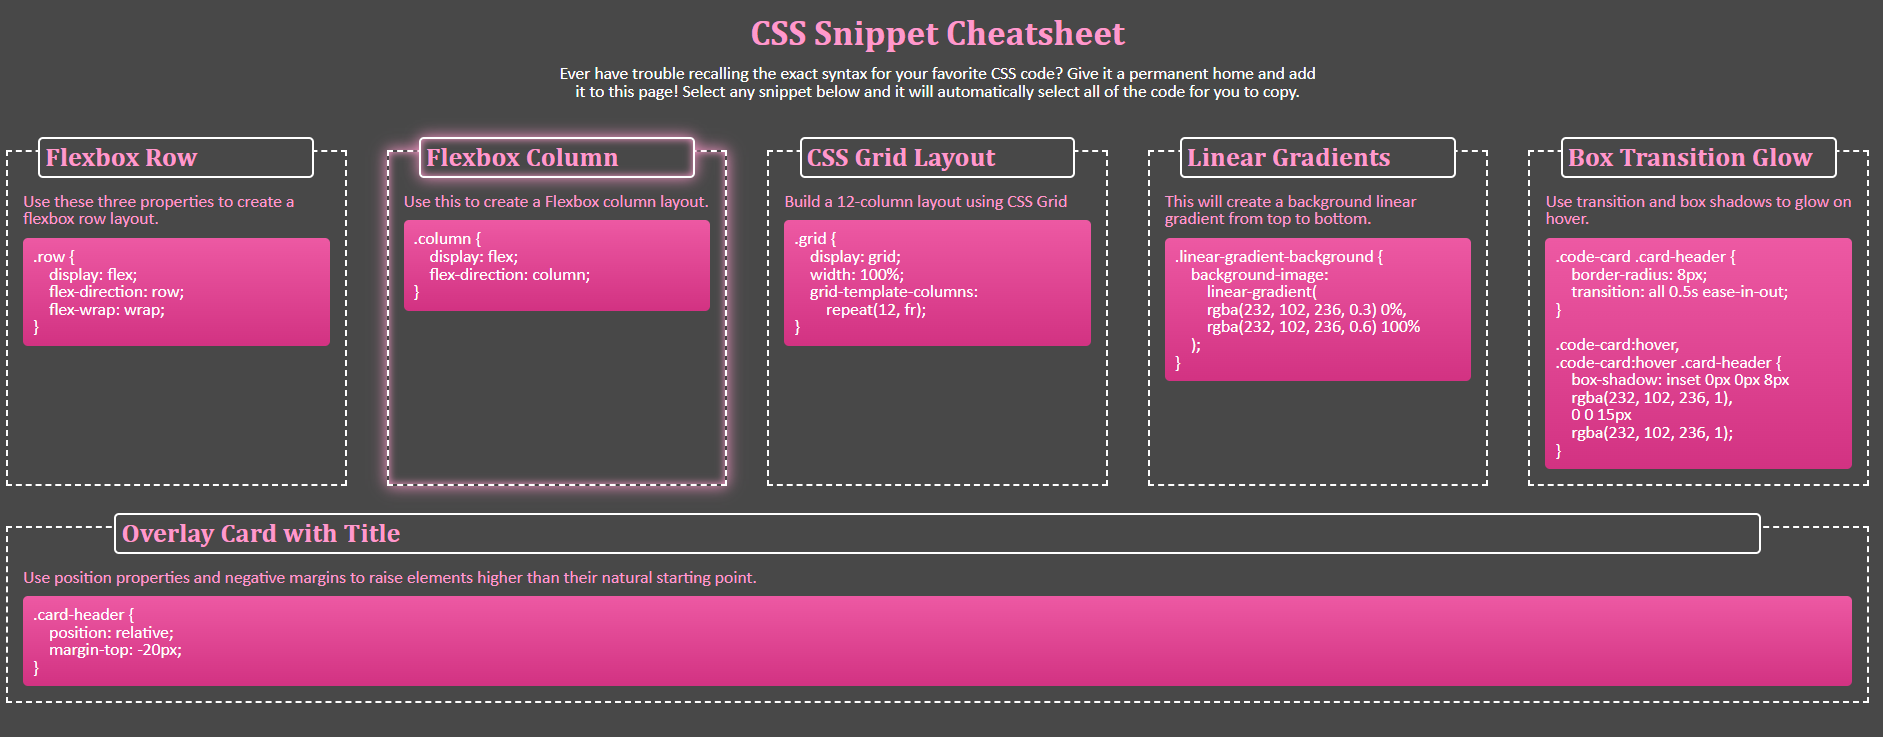 CSS Snippet Cheatsheet
Ever have trouble recalling the exact syntax for your favorite CSS code? Give it a permanent home and add
it to this page! Select any snippet below and it will automatically select all of the code for you to copy.
Flexbox Row
Use these three properties to create a
flexbox row layout.
.row {
display: flex;
flex-direction: row;
flex-wrap: wrap;
}
Flexbox Column
Use this to create a Flexbox column layout.
.column {
display: flex;
flex-direction: column;
}
CSS Grid Layout
Build a 12-column layout using CSS Grid
.grid {
display: grid;
width: 100%;
grid-template-columns:
repeat(12, fr);
}
Linear Gradients
This will create a background linear
gradient from top to bottom.
.linear-gradient-background {
background-image:
linear-gradient(
rgba(232, 102, 236, 0.3) 0%,
rgba(232, 102, 236, 0.6) 100%
);
}
Box Transition Glow
Use transition and box shadows to glow on
hover.
.code-card .card-header {
border-radius: 8px;
transition: all 0.5s ease-in-out;
}
.code-card:hover,
.code-card:hover .card-header {
box-shadow: inset 0px 0px 8px
rgba(232, 102, 236, 1),
0 0 15px
rgba(232, 102, 236, 1);
}
Overlay Card with Title
Use position properties and negative margins to raise elements higher than their natural starting point.
.card-header {
position: relative;
margin-top: -20px;
}